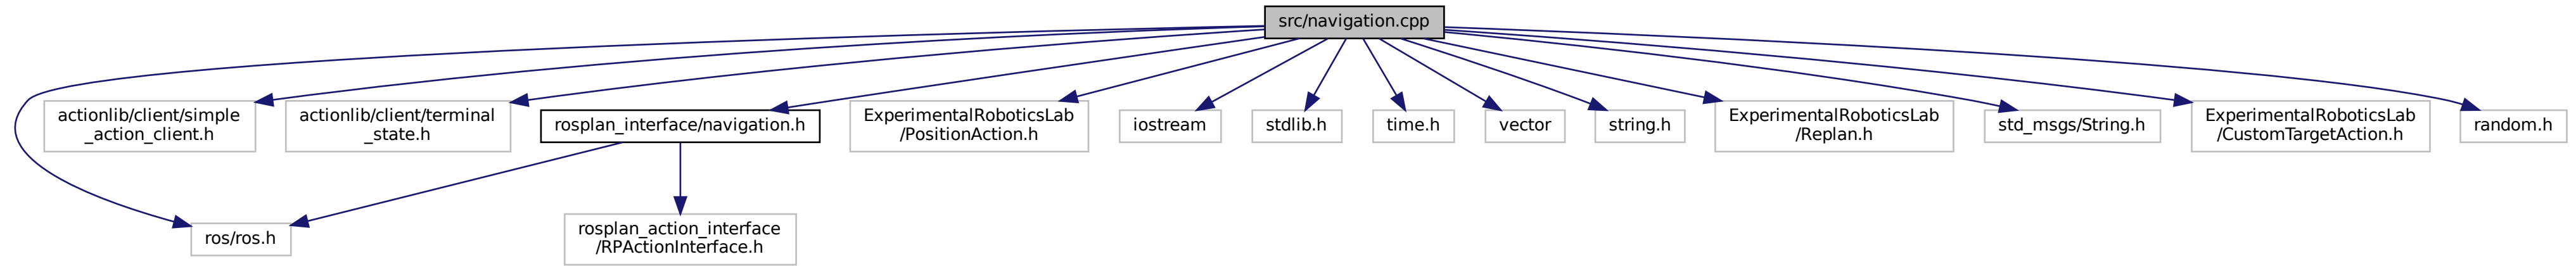 src/navigation.cpp
actionlib/client/simple
_action_client.h
actionlib/client/terminal
_state.h
rosplan_interface/navigation.h
ExperimentalRoboticsLab
/PositionAction.h
iostream
stdlib.h
time.h
vector
string.h
ExperimentalRoboticsLab
/Replan.h
std_msgs/String.h
ExperimentalRoboticsLab
/CustomTargetAction.h
random.h
ros/ros.h
rosplan_action_interface
/RPActionInterface.h